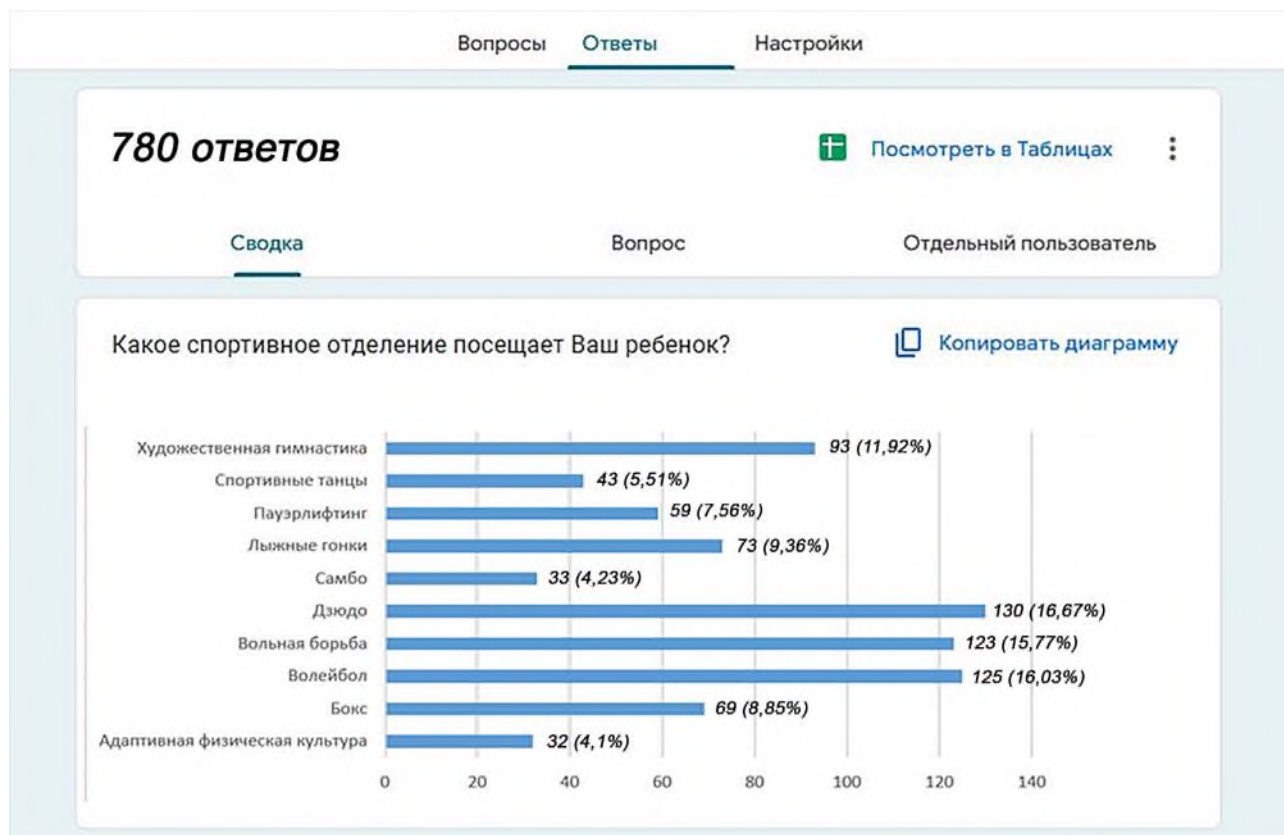 Вопросы Ответы Настройки
780 ответов Посмотреть в Таблицах
Сводка Вопрос Отдельный пользователь
Какое спортивное отделение посещает Ваш ребенок? Копировать диаграмму
Художественная гимнастика 93 (11,92%)
Спортивные танцы 43 (5,51%)
Пауэрлифтинг 59 (7,56%)
Лыжные гонки 73 (9,36%)
Самбо 33 (4,23%)
Дзюдо 130 (16,67%)
Вольная борьба 123 (15,77%)
Волейбол 125 (16,03%)
Бокс 69 (8,85%)
Адаптивная физическая культура 32 (4,1%)
0 20 40 60 80 100 120 140